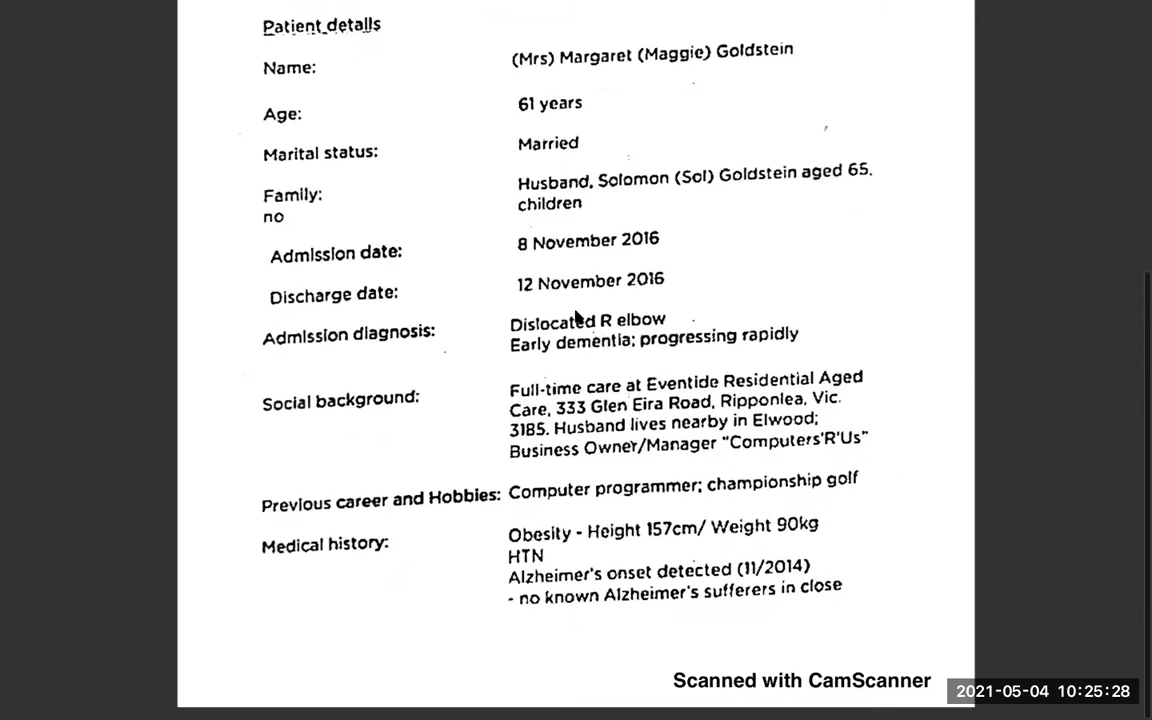 Patient details
Name: (Mrs) Margaret (Maggie) Goldstein
Age: 61 years
Marital status: Married
Family: Husband, Solomon (Sol) Goldstein aged 65.
no children
Admission date: 8 November 2016
Discharge date: 12 November 2016
Admission diagnosis: Dislocated R elbow
Early dementia; progressing rapidly
Social background: Full-time care at Eventide Residential Aged
Care, 333 Glen Eira Road, Ripponlea, Vic.
3185. Husband lives nearby in Elwood;
Business Owner/Manager "Computers'R'Us"
Previous career and Hobbies: Computer programmer; championship golf
Medical history: Obesity - Height 157cm/ Weight 90kg
HTN
Alzheimer's onset detected (11/2014)
- no known Alzheimer's sufferers in close
Scanned with CamScanner
2021-05-04 10:25:28